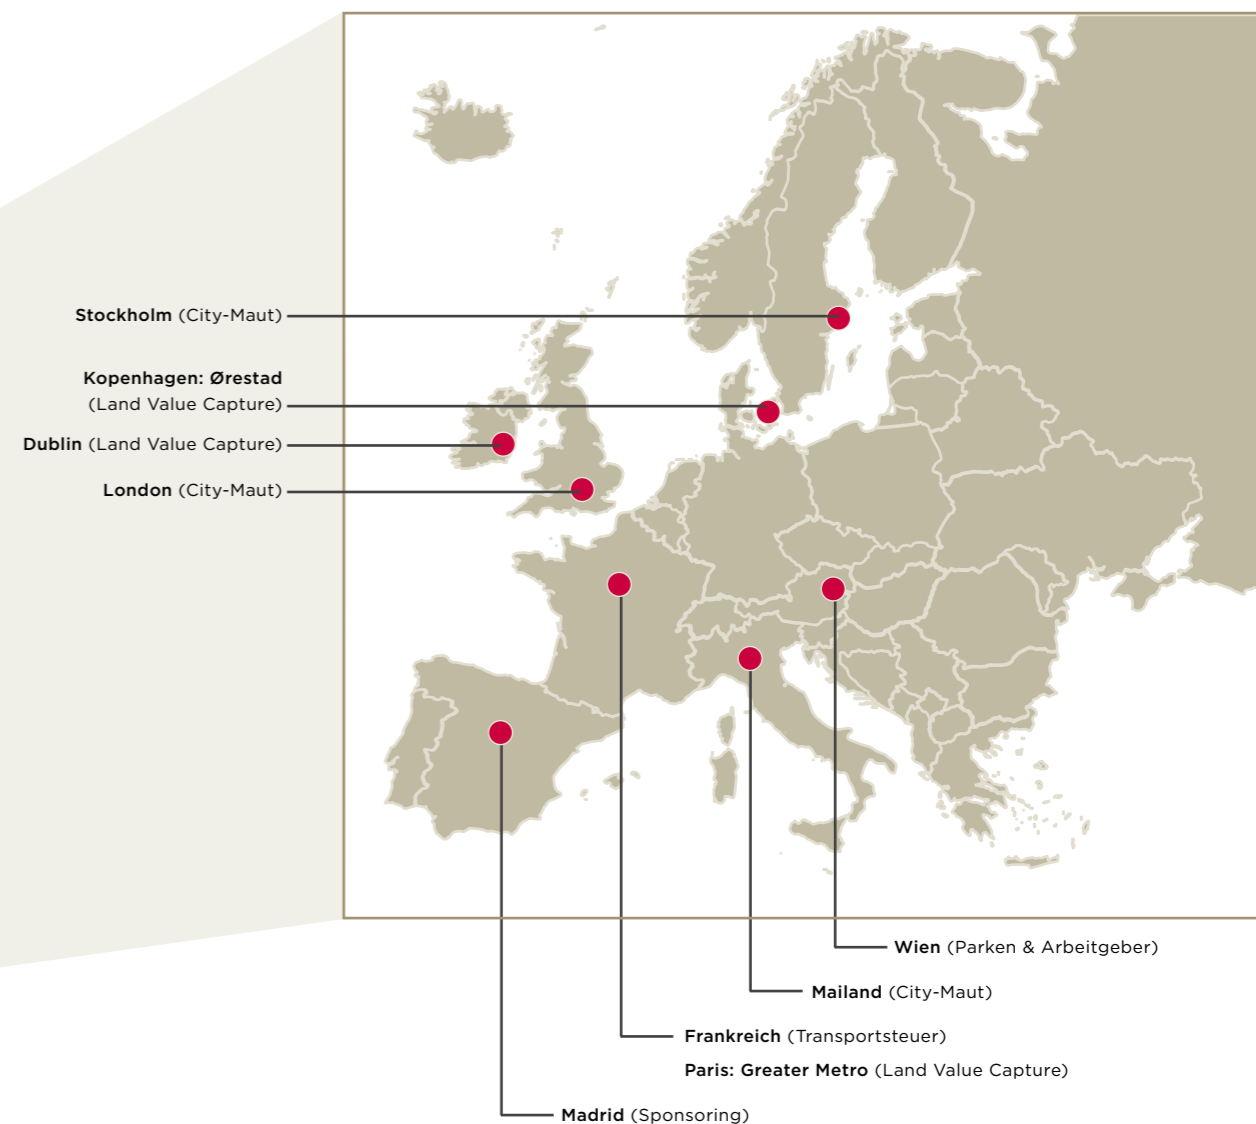 Stockholm (City-Maut)
Kopenhagen: Ørestad
(Land Value Capture)
Dublin (Land Value Capture)
London (City-Maut)
Wien (Parken & Arbeitgeber)
Mailand (City-Maut)
Frankreich (Transportsteuer)
Paris: Greater Metro (Land Value Capture)
Madrid (Sponsoring)